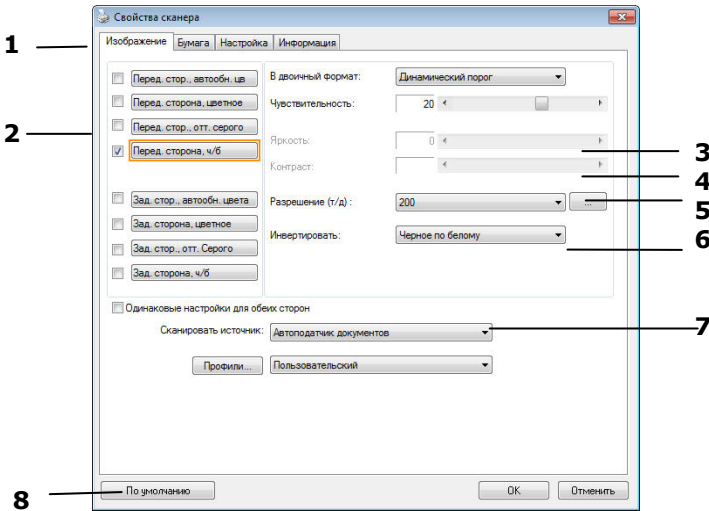 Свойства сканера
1
Изображение Бумага Настройка Информация
Перед. стор., автообн. цв
В двоичный формат: Динамический порог
Перед. сторона, цветное
Чувствительность: 20
2
Перед. стор., отт. серого
Яркость: 0
3
Перед. сторона, ч/б
Контраст:
4
Зад. стор., автообн. цвета
Разрешение (т/д) : 200 ...
5
Зад. сторона, цветное
Инвертировать: Черное по белому
6
Зад. стор., отт. Серого
Зад. сторона, ч/б
Одинаковые настройки для обеих сторон
Сканировать источник: Автоподатчик документов
7
Профили... Пользовательский
8
По умолчанию OK Отменить